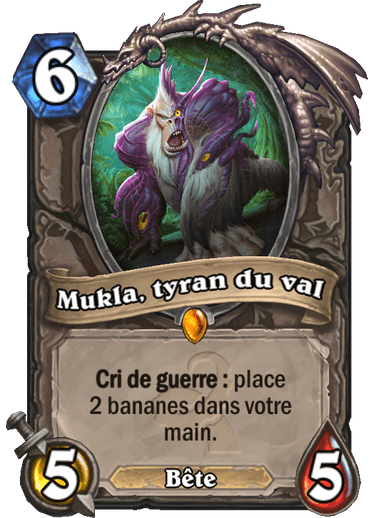 6
Mukla, tyran du val
Cri de guerre : place
2 bananes dans votre
main.
5
Bête
5